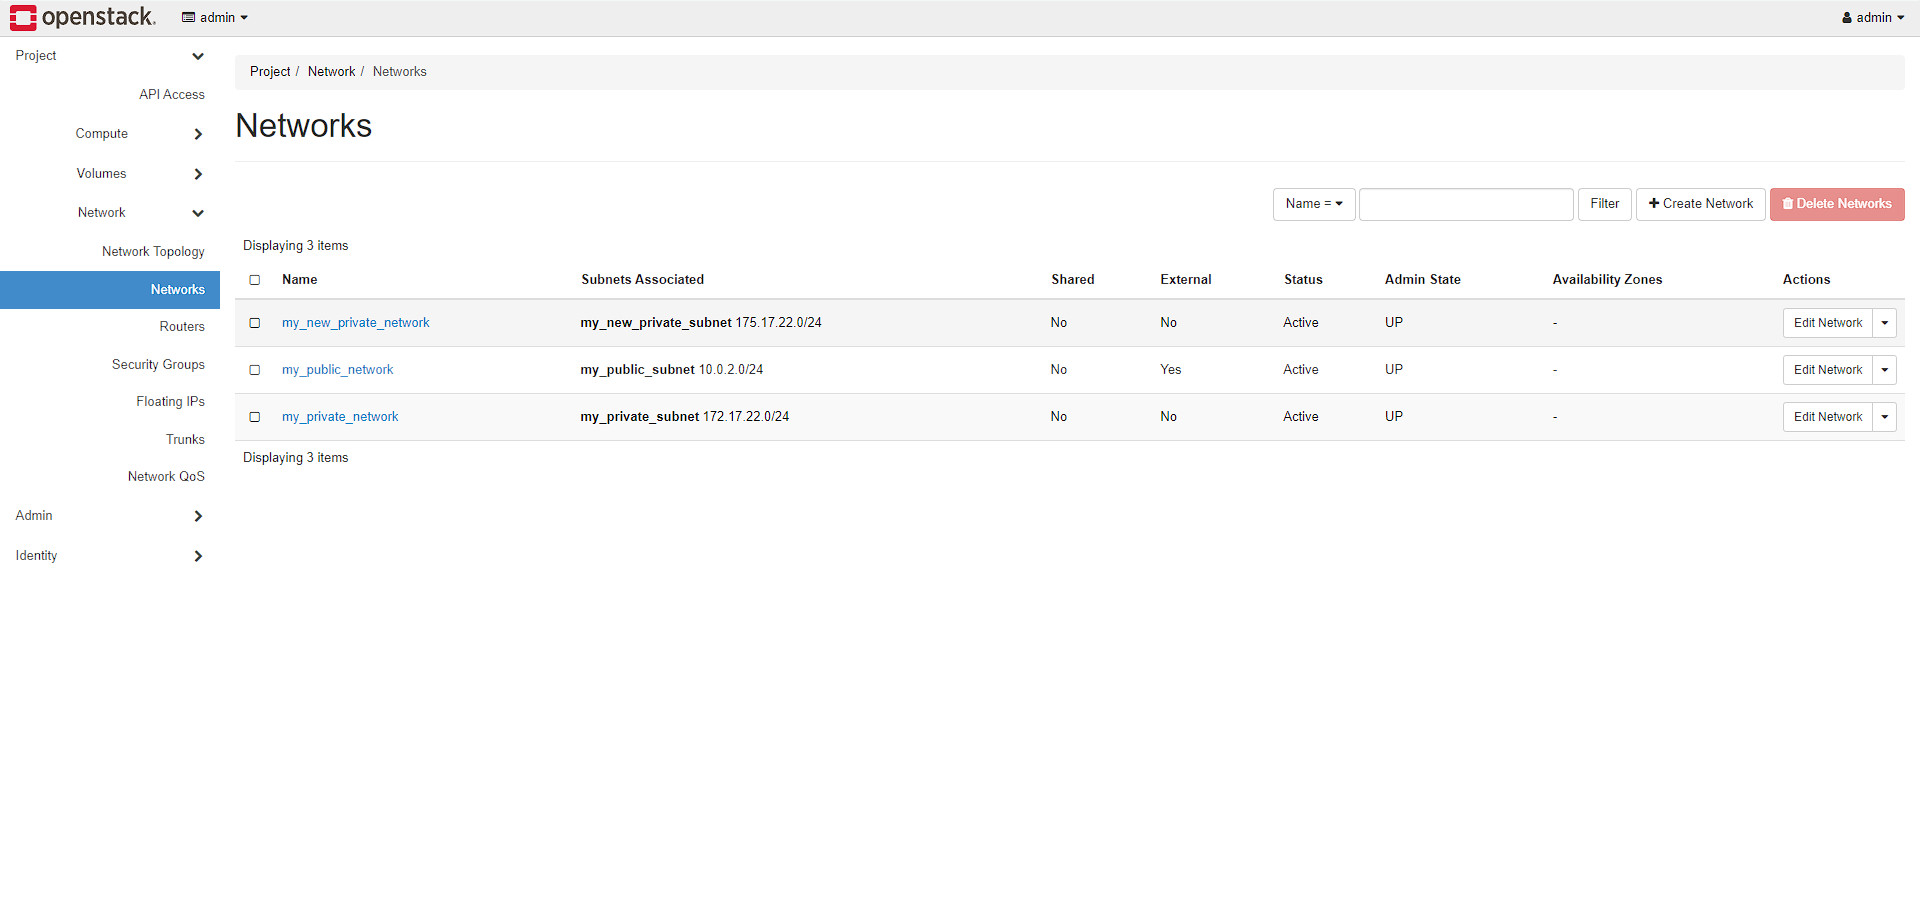 openstack. admin admin
Project
API Access
Compute
Volumes
Network
Network Topology
Networks
Routers
Security Groups
Floating IPs
Trunks
Network QoS
Admin
Identity
Project / Network / Networks
Networks
Name = Filter Create Network Delete Networks
Displaying 3 items
Name Subnets Associated Shared External Status Admin State Availability Zones Actions
my_new_private_network my_new_private_subnet 175.17.22.0/24 No No Active UP - Edit Network
my_public_network my_public_subnet 10.0.2.0/24 No Yes Active UP - Edit Network
my_private_network my_private_subnet 172.17.22.0/24 No No Active UP - Edit Network
Displaying 3 items